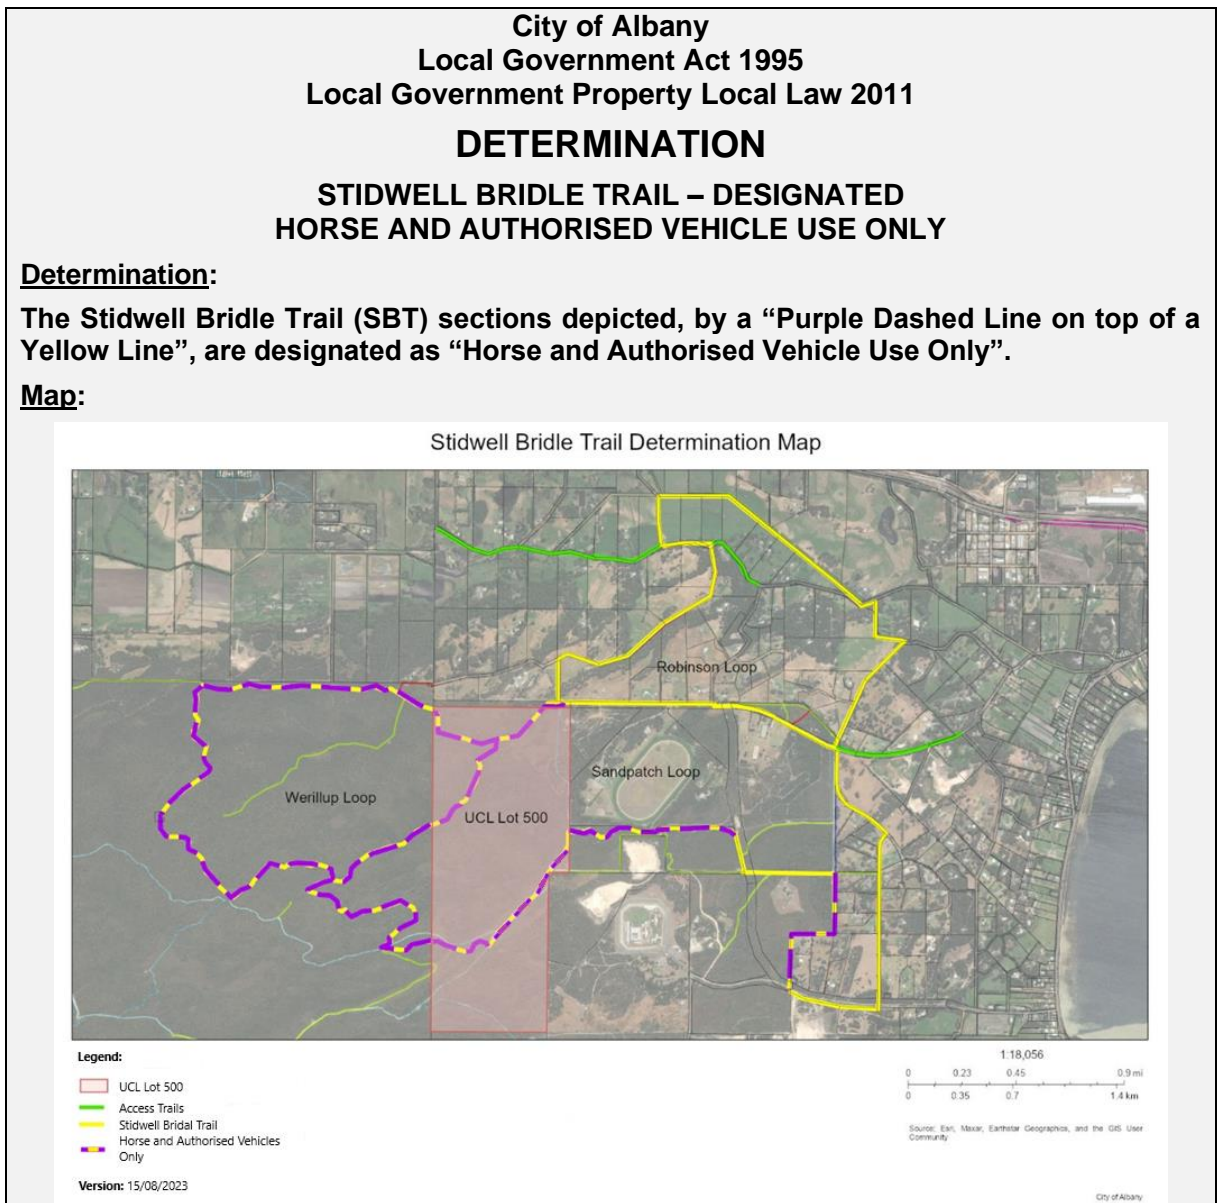 City of Albany
Local Government Act 1995
Local Government Property Local Law 2011
DETERMINATION
STIDWELL BRIDLE TRAIL – DESIGNATED
HORSE AND AUTHORISED VEHICLE USE ONLY
Determination:
The Stidwell Bridle Trail (SBT) sections depicted, by a “Purple Dashed Line on top of a
Yellow Line”, are designated as “Horse and Authorised Vehicle Use Only”.
Map:
Stidwell Bridle Trail Determination Map
Robinson Loop
Sandpatch Loop
Werillup Loop
UCL Lot 500
Legend:
UCL Lot 500
Access Trails
Stidwell Bridal Trail
Horse and Authorised Vehicles
Only
Version: 15/08/2023
1:18,056
0 0.23 0.45 0.9 mi
0 0.35 0.7 1.4 km
Source: Esri, Maxar, Earthstar Geographics, and the GIS User
Community
City of Albany